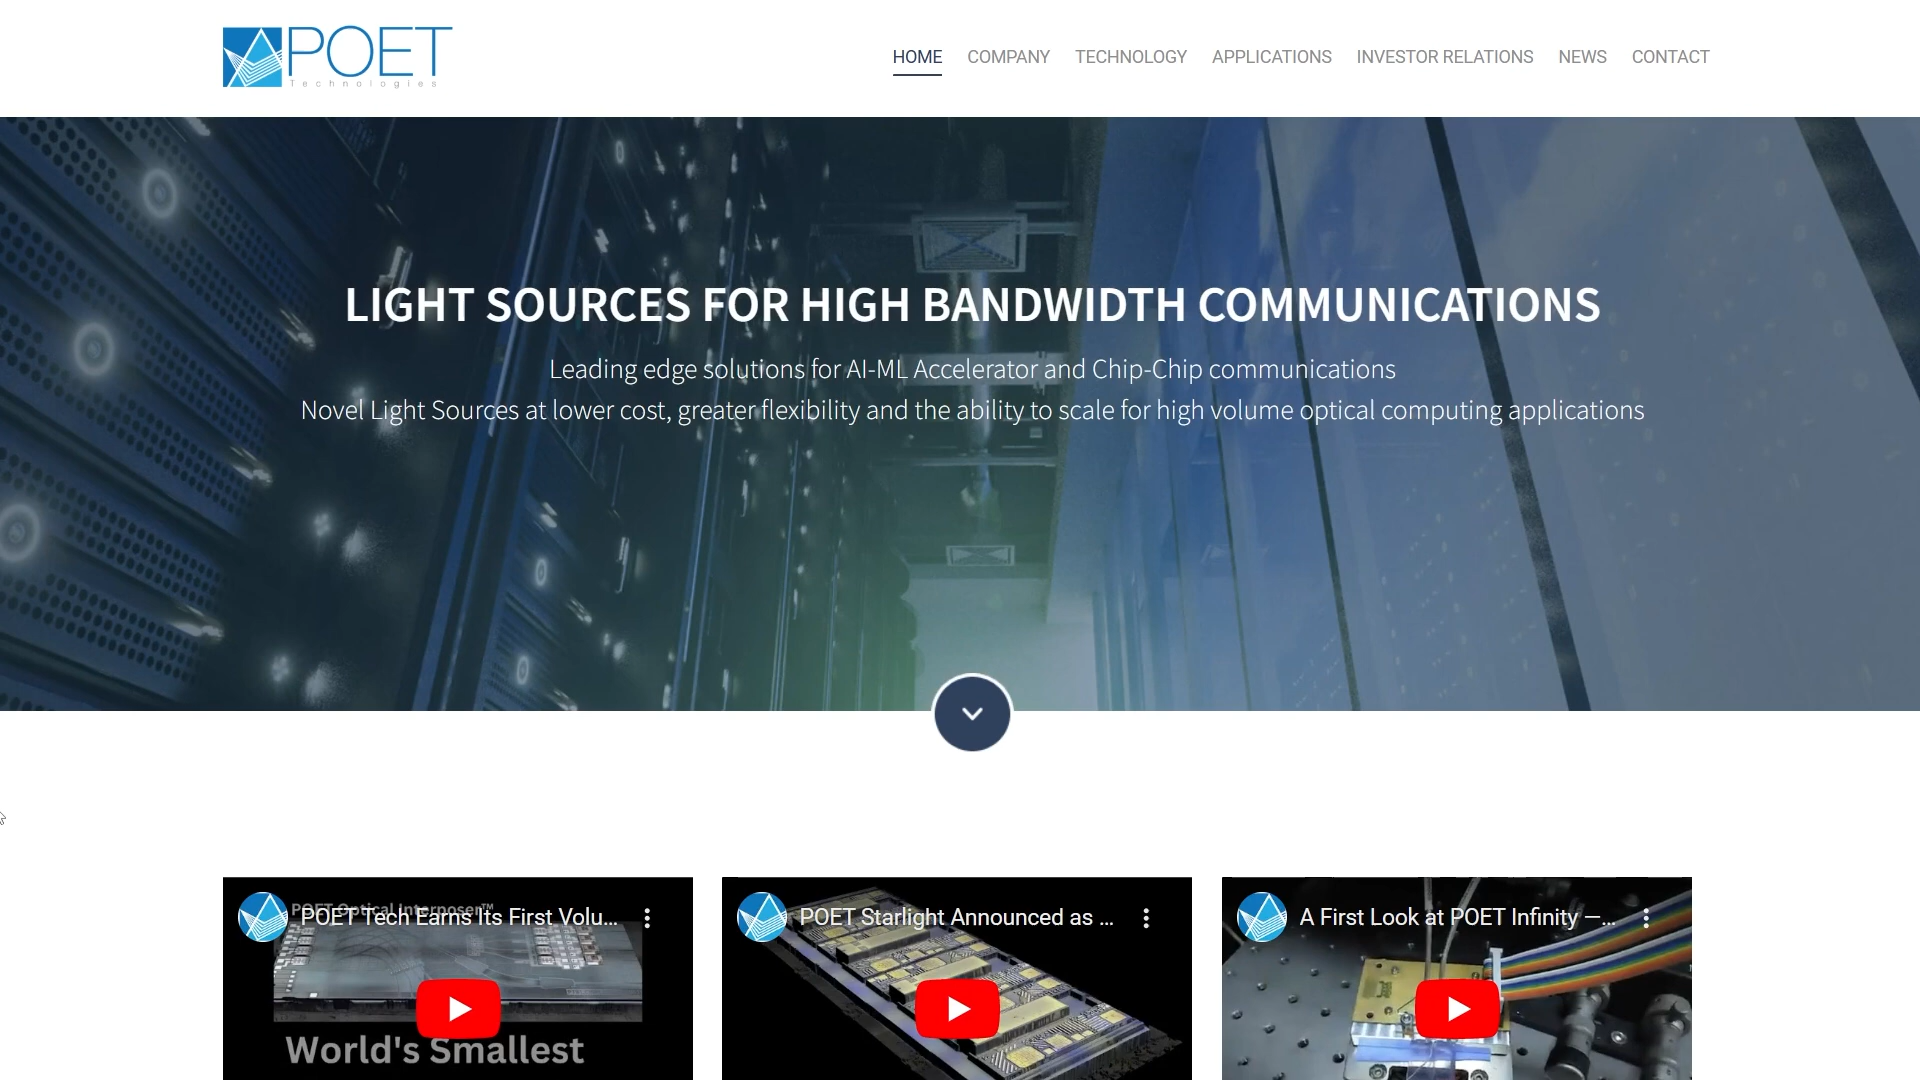 POET
Technologies
HOME COMPANY TECHNOLOGY APPLICATIONS INVESTOR RELATIONS NEWS CONTACT
LIGHT SOURCES FOR HIGH BANDWIDTH COMMUNICATIONS
Leading edge solutions for AI-ML Accelerator and Chip-Chip communications
Novel Light Sources at lower cost, greater flexibility and the ability to scale for high volume optical computing applications
POET Optical Interposer™
POET Tech Earns Its First Volu...
World's Smallest
POET Starlight Announced as ...
A First Look at POET Infinity —...